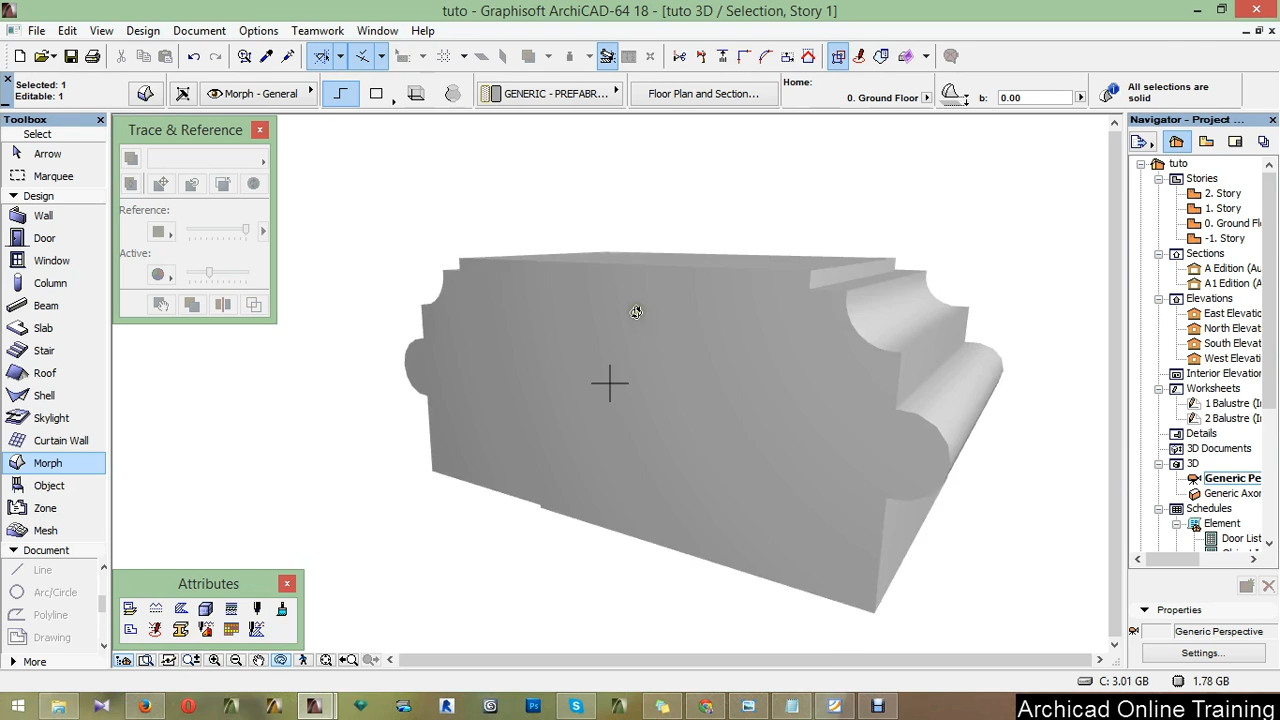 tuto - Graphisoft ArchiCAD-64 18 - [tuto 3D / Selection, Story 1]
File Edit View Design Document Options Teamwork Window Help
Selected: 1
Editable: 1
Morph - General
GENERIC - PREFABR...
Floor Plan and Section...
Home:
0. Ground Floor
b: 0.00
All selections are
solid
Toolbox
Select
Arrow
Marquee
Design
Wall
Door
Window
Column
Beam
Slab
Stair
Roof
Shell
Skylight
Curtain Wall
Morph
Object
Zone
Mesh
Document
Line
Arc/Circle
Polyline
Drawing
More
Trace & Reference
Reference:
Active:
Attributes
Navigator - Project ...
tuto
Stories
2. Story
1. Story
0. Ground Fl
-1. Story
Sections
A Edition (Au
A1 Edition (A
Elevations
East Elevatio
North Elevat
South Elevat
West Elevatio
Interior Elevation
Worksheets
1 Balustre (In
2 Balustre (In
Details
3D Documents
3D
Generic Pe
Generic Axon
Schedules
Element
Door List
Properties
Generic Perspective
Settings...
C: 3.01 GB
1.78 GB
Archicad Online Training